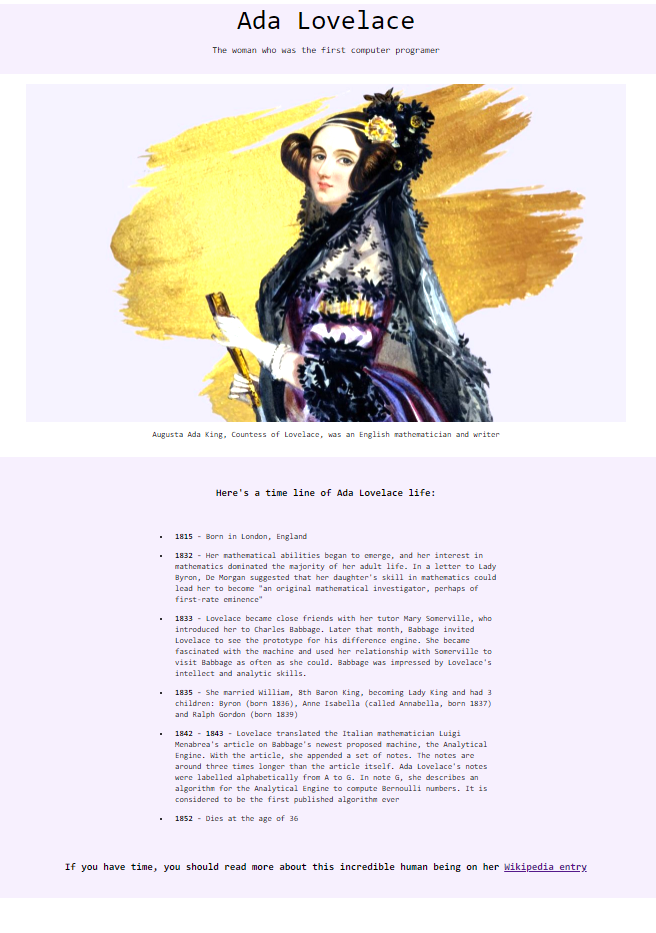 Ada Lovelace
The woman who was the first computer programer
Augusta Ada King, Countess of Lovelace, was an English mathematician and writer
Here's a time line of Ada Lovelace life:
• 1815 - Born in London, England
• 1832 - Her mathematical abilities began to emerge, and her interest in
mathematics dominated the majority of her adult life. In a letter to Lady
Byron, De Morgan suggested that her daughter's skill in mathematics could
lead her to become "an original mathematical investigator, perhaps of
first-rate eminence"
• 1833 - Lovelace became close friends with her tutor Mary Somerville, who
introduced her to Charles Babbage. Later that month, Babbage invited
Lovelace to see the prototype for his difference engine. She became
fascinated with the machine and used her relationship with Somerville to
visit Babbage as often as she could. Babbage was impressed by Lovelace's
intellect and analytic skills.
• 1835 - She married William, 8th Baron King, becoming Lady King and had 3
children: Byron (born 1836), Anne Isabella (called Annabella, born 1837)
and Ralph Gordon (born 1839)
• 1842 - 1843 - Lovelace translated the Italian mathematician Luigi
Menabrea's article on Babbage's newest proposed machine, the Analytical
Engine. With the article, she appended a set of notes. The notes are
around three times longer than the article itself. Ada Lovelace's notes
were labelled alphabetically from A to G. In note G, she describes an
algorithm for the Analytical Engine to compute Bernoulli numbers. It is
considered to be the first published algorithm ever
• 1852 - Dies at the age of 36
If you have time, you should read more about this incredible human being on her Wikipedia entry